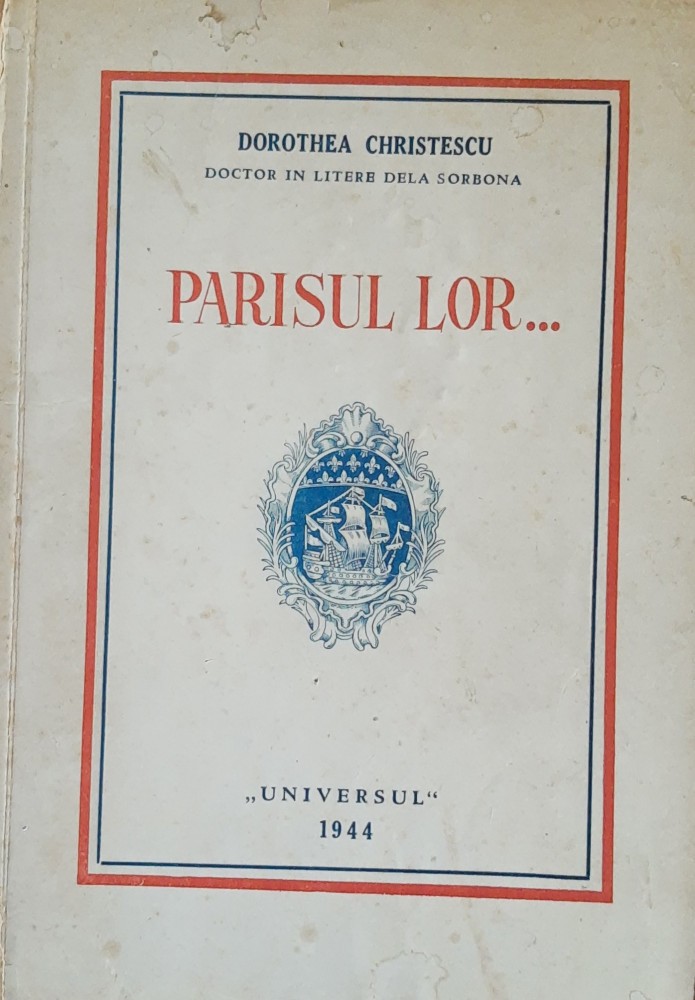 DOROTHEA CHRISTESCU
DOCTOR IN LITERE DELA SORBONA
PARISUL LOR...
„UNIVERSUL“
1944